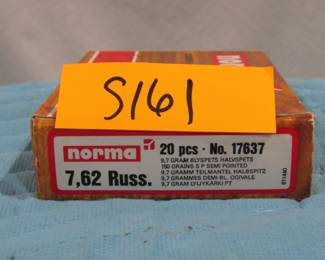 S161
norma
20 pcs · No. 17637
7,62 Russ.
9,7 GRAM BLYSPETS HALVSPETS
150 GRAINS S P SEMI POINTED
9,7 GRAMM TEILMANTEL HALBSPITZ
9,7 GRAMMES DEMI-BL. OGIVALE
9,7 GRAM LYIJYKÄRKI PT